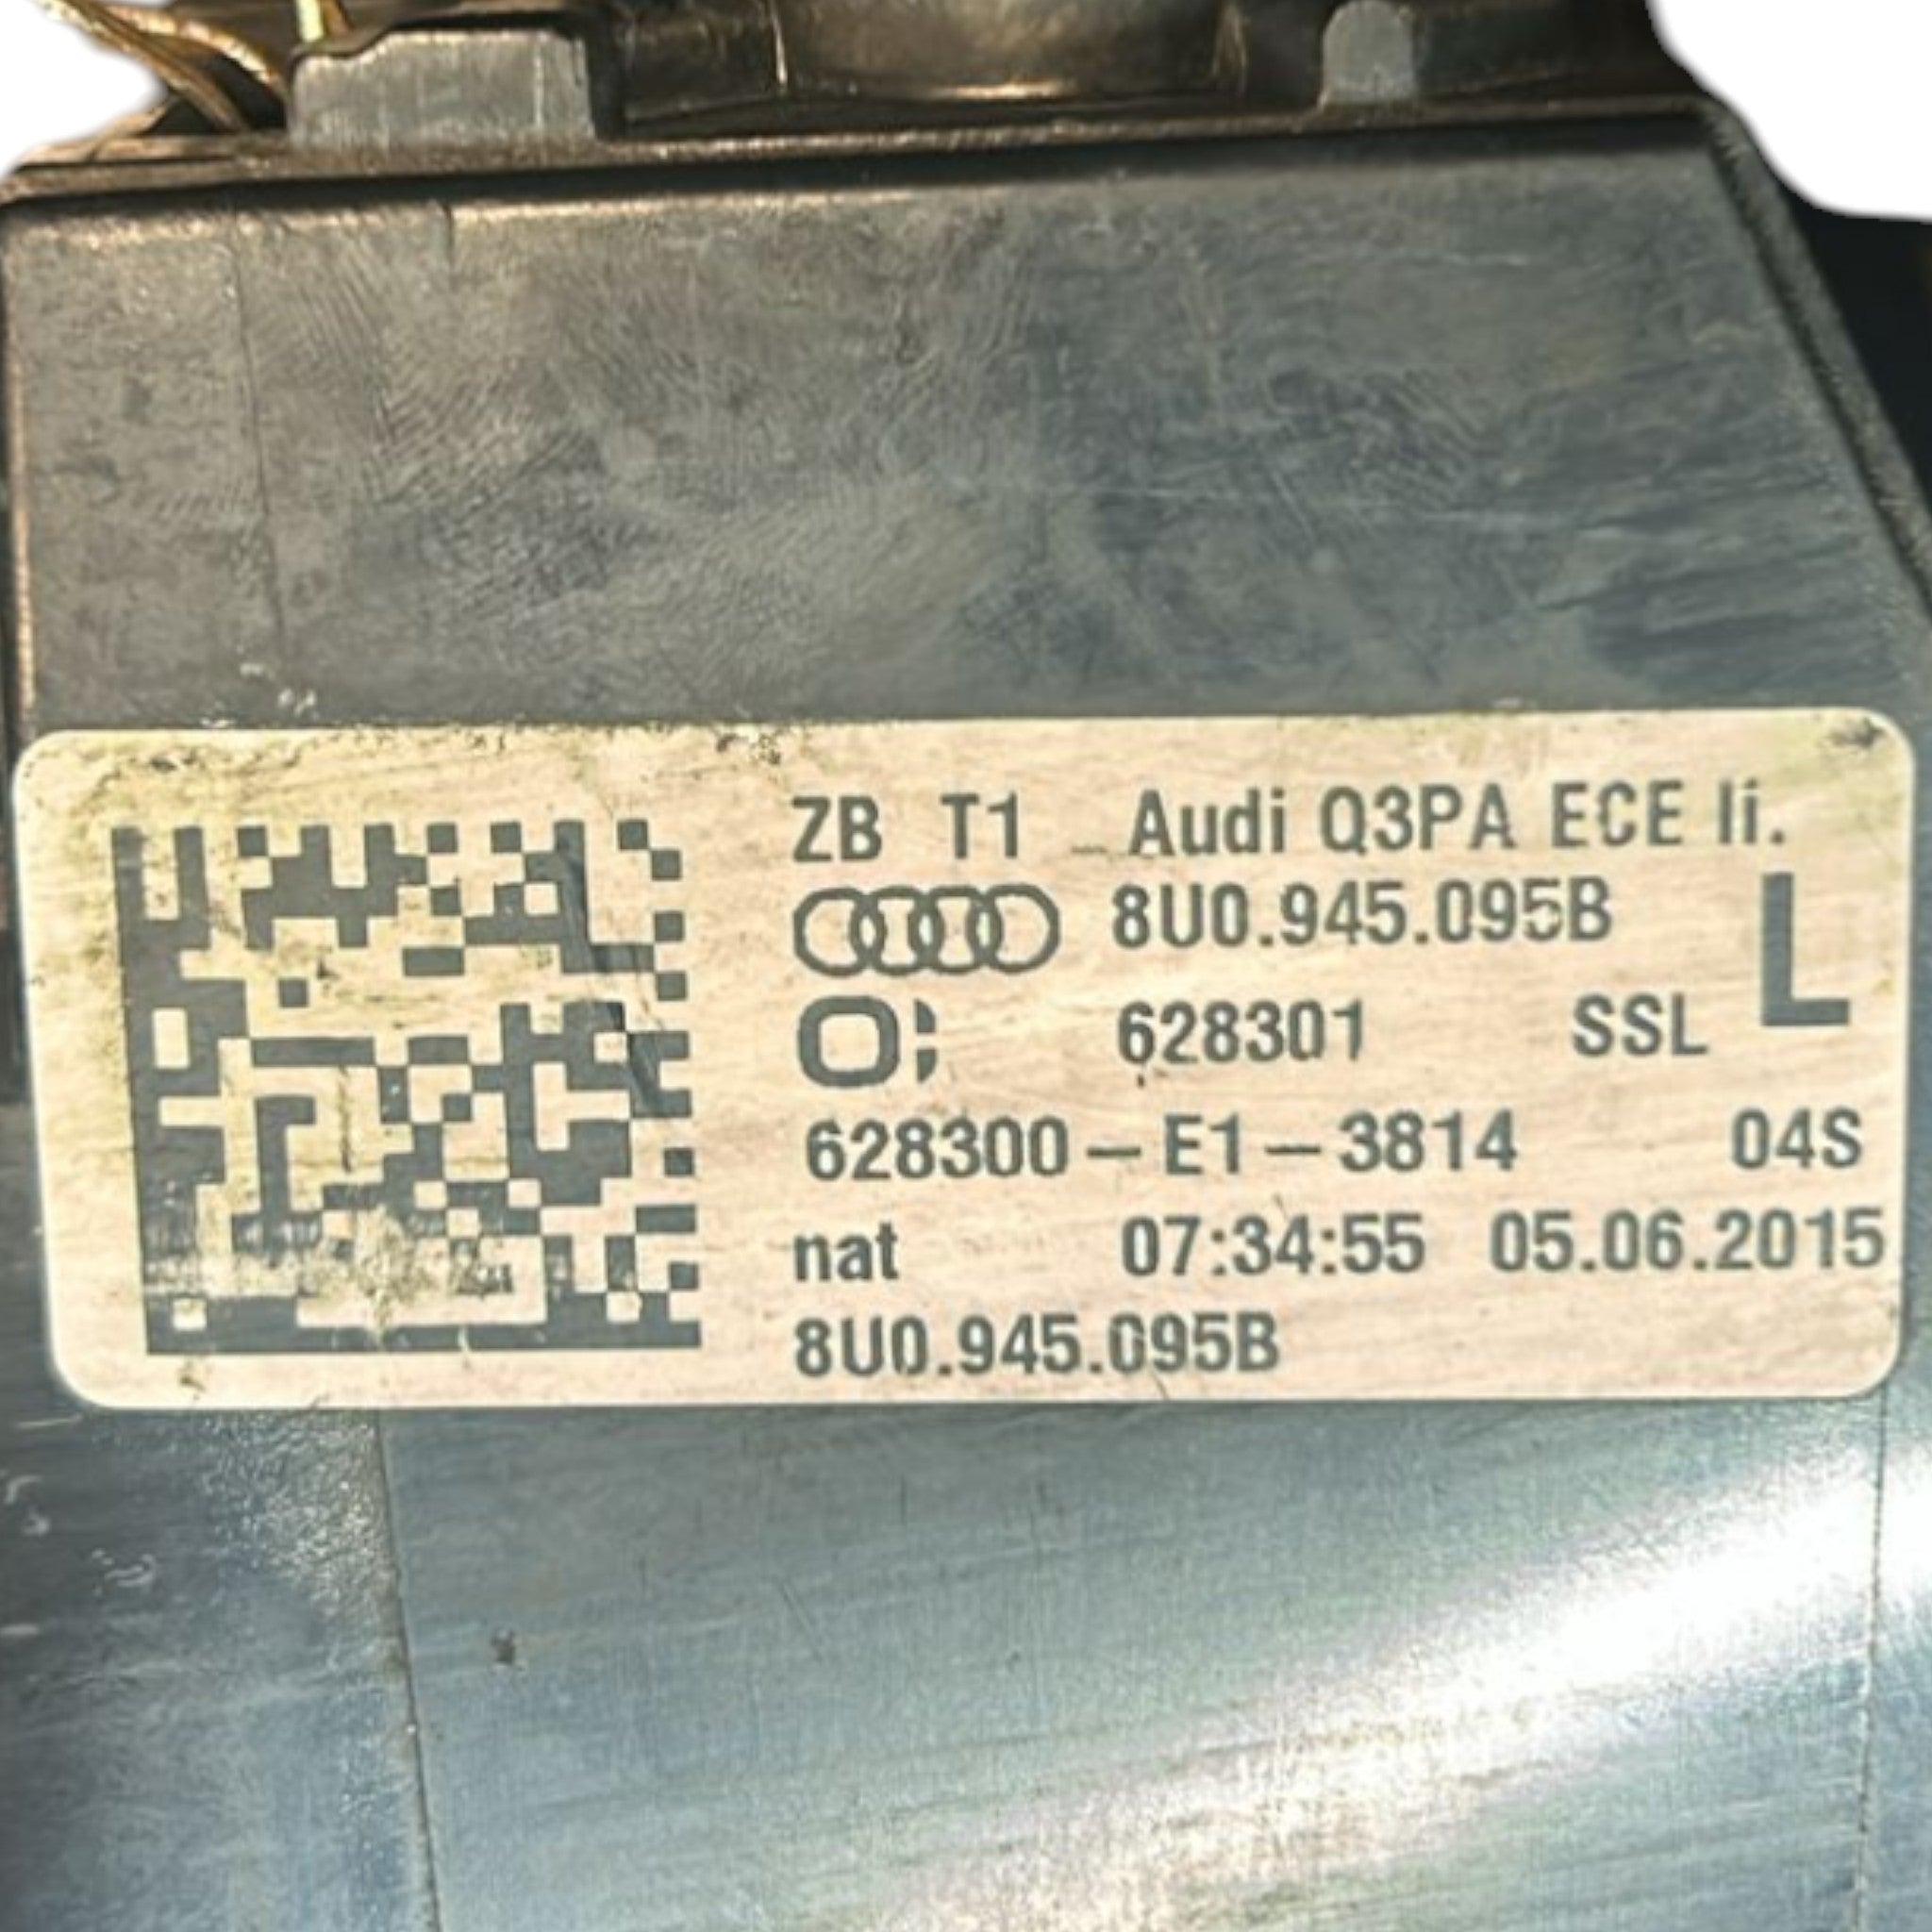 ZB T1 Audi Q3PA ECE li.
8U0.945.095B L
628301 SSL
628300-E1-3814 04S
nat 07:34:55 05.06.2015
8U0.945.095B